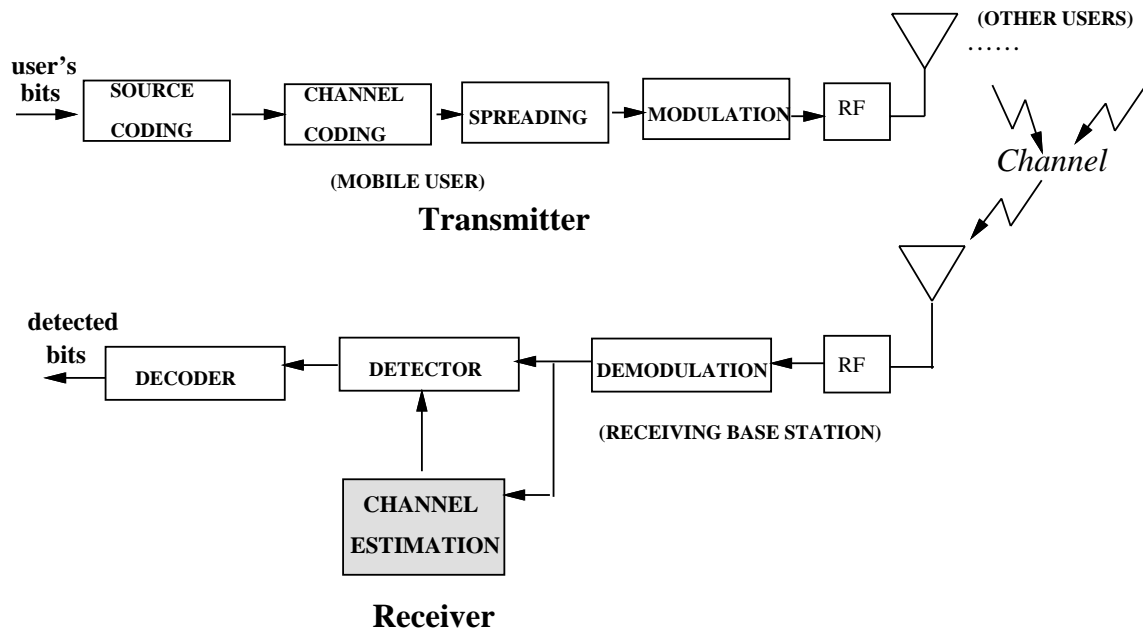 (OTHER USERS)
......
user's
bits
SOURCE
CODING
CHANNEL
CODING
SPREADING
MODULATION
RF
Channel
(MOBILE USER)
Transmitter
detected
bits
DECODER
DETECTOR
DEMODULATION
RF
(RECEIVING BASE STATION)
CHANNEL
ESTIMATION
Receiver